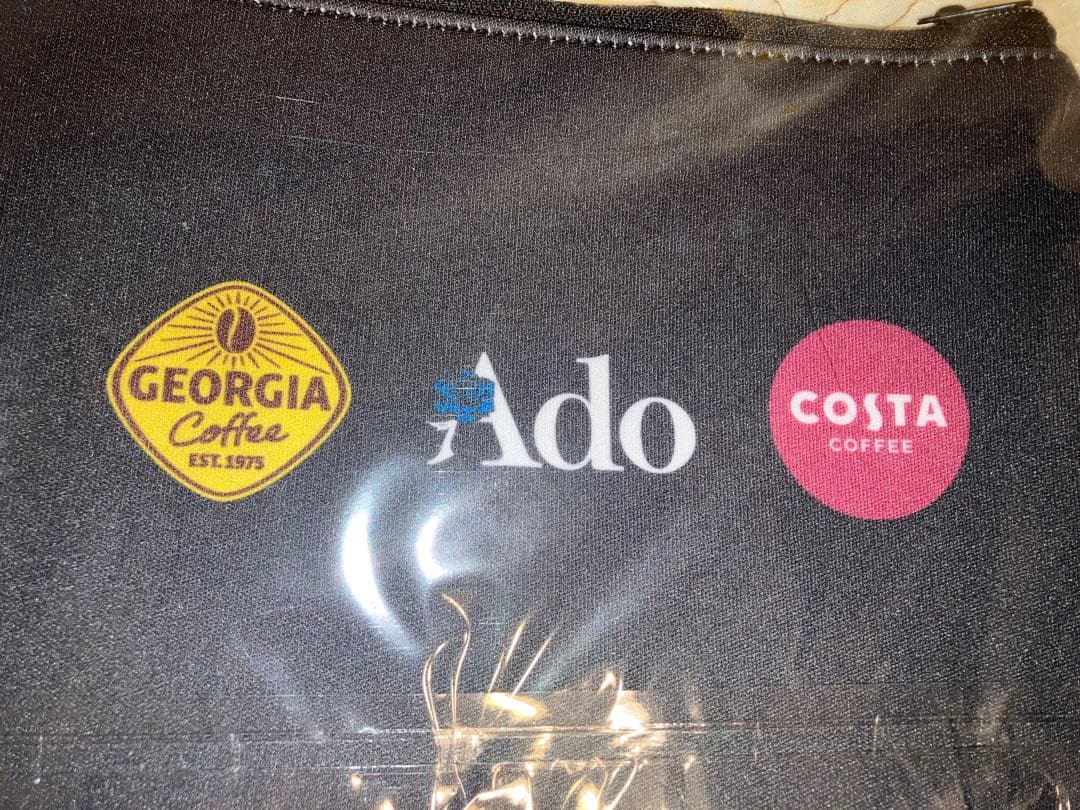 GEORGIA
Coffee
EST. 1975
Ado
COSTA
COFFEE